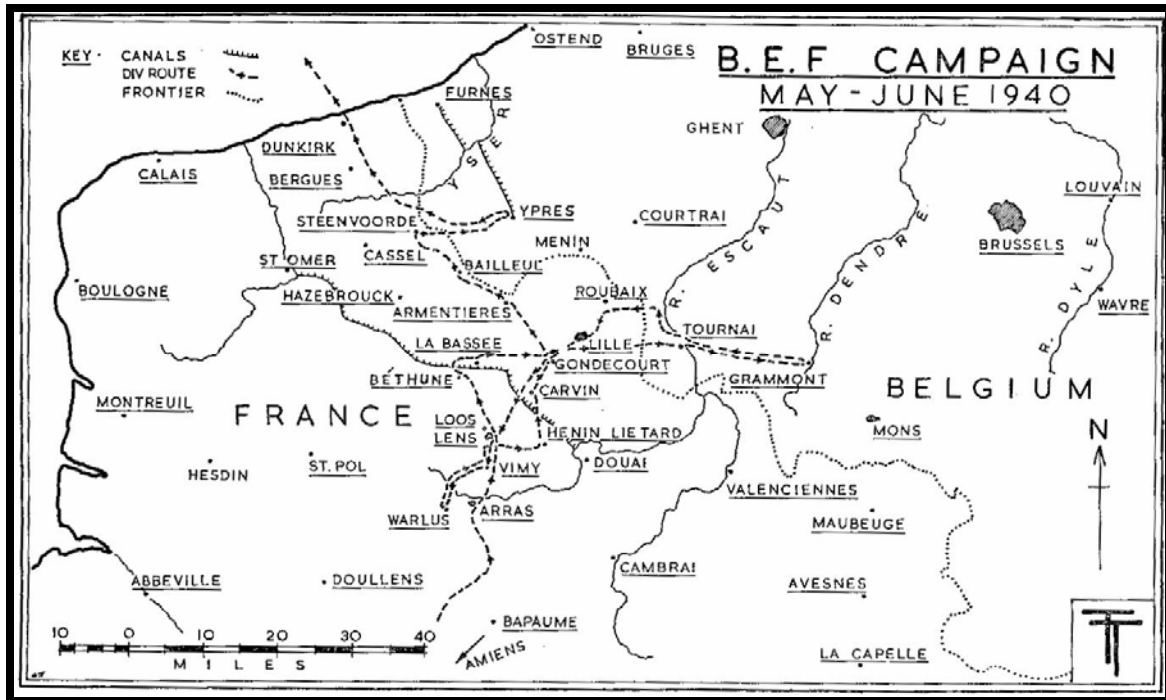 KEY · CANALS
DIV ROUTE
FRONTIER
B.E.F CAMPAIGN
MAY - JUNE 1940
OSTEND
BRUGES
FURNES
GHENT
DUNKIRK
CALAIS
BERGUES
R. YSER
LOUVAIN
STEENVOORDE
YPRES
COURTRAI
BRUSSELS
CASSEL
MENIN
BAILLEUL
R. ESCAUT
R. DENDRE
R. DYLE
ST OMER
BOULOGNE
HAZEBROUCK
ROUBAIX
WAVRE
ARMENTIERES
TOURNAI
LA BASSEE
LILLE
GONDECOURT
BÉTHUNE
GRAMMONT
CARVIN
BELGIUM
MONTREUIL
FRANCE
LOOS
LENS
HENIN LIETARD
MONS
N
HESDIN
ST. POL
VIMY
DOUAI
VALENCIENNES
WARLUS
ARRAS
MAUBEUGE
ABBEVILLE
DOULLENS
CAMBRAI
AVESNES
BAPAUME
AMIENS
10 0 10 20 30 40
MILES
LA CAPELLE
TT